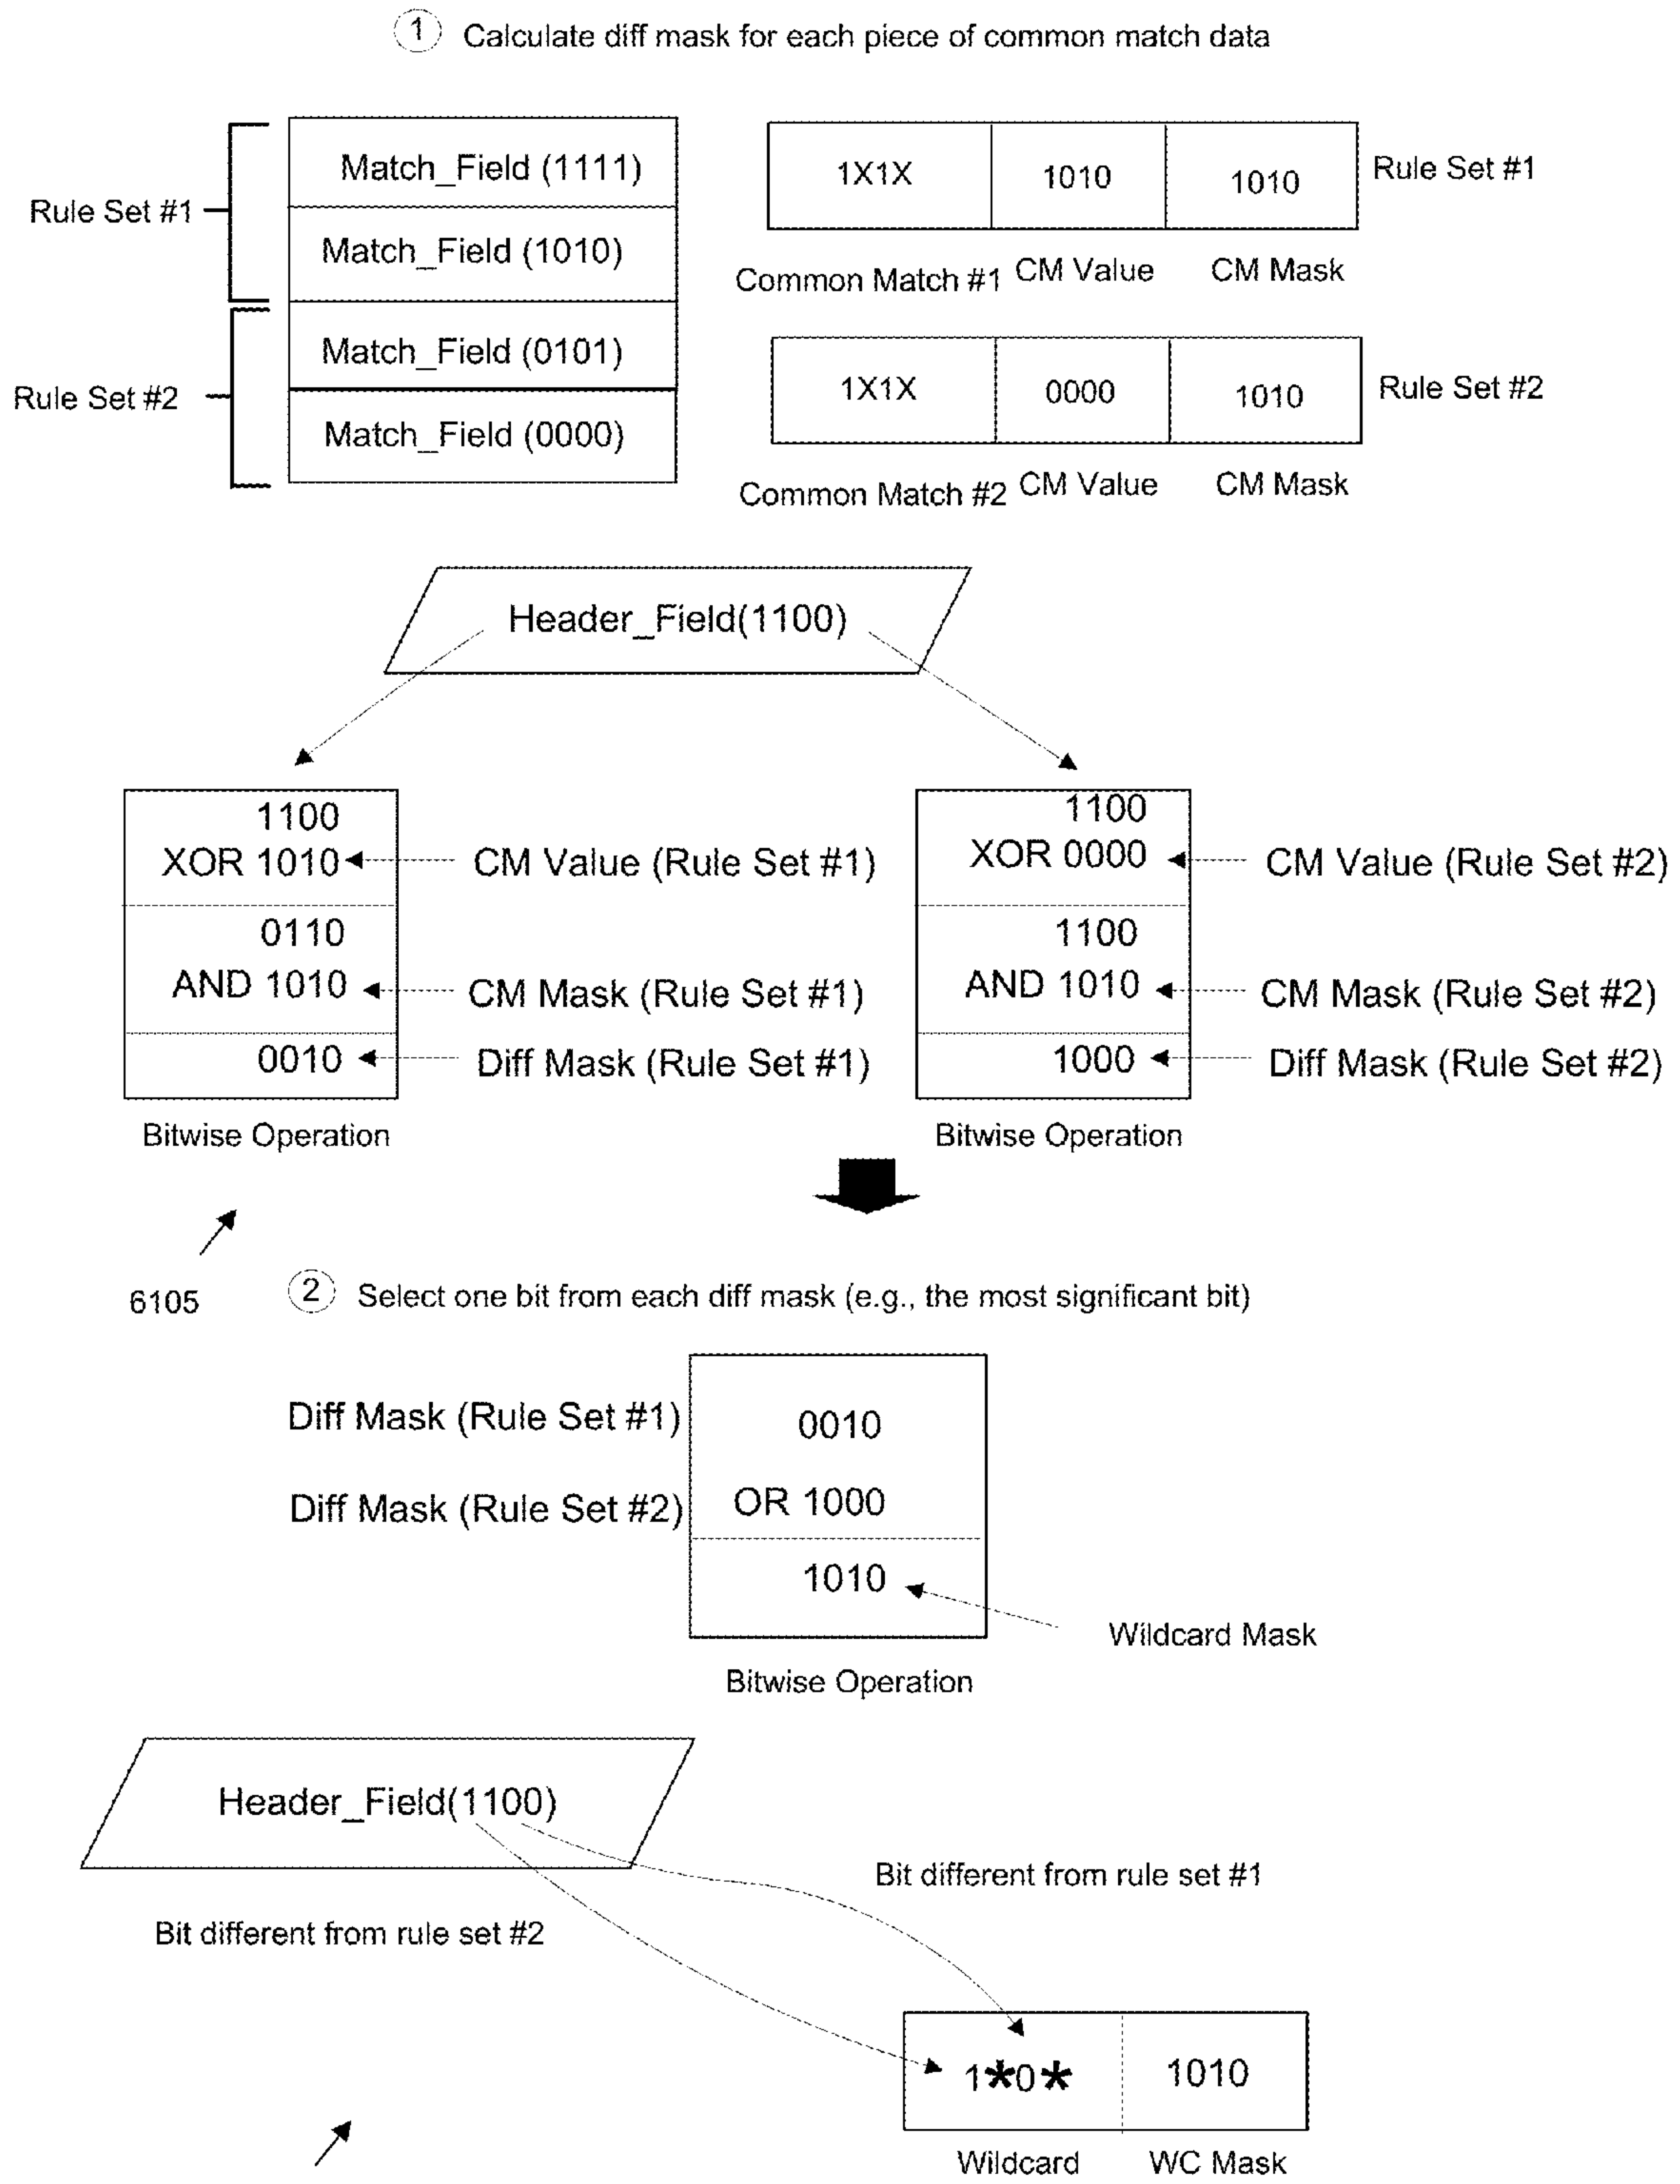 1 Calculate diff mask for each piece of common match data
Rule Set #1
Match_Field (1111)
Match_Field (1010)
Rule Set #2
Match_Field (0101)
Match_Field (0000)
1X1X 1010 1010 Rule Set #1
Common Match #1 CM Value CM Mask
1X1X 0000 1010 Rule Set #2
Common Match #2 CM Value CM Mask
Header_Field(1100)
1100
XOR 1010 CM Value (Rule Set #1)
0110
AND 1010 CM Mask (Rule Set #1)
0010 Diff Mask (Rule Set #1)
Bitwise Operation
1100
XOR 0000 CM Value (Rule Set #2)
1100
AND 1010 CM Mask (Rule Set #2)
1000 Diff Mask (Rule Set #2)
Bitwise Operation
6105
2 Select one bit from each diff mask (e.g., the most significant bit)
Diff Mask (Rule Set #1) 0010
Diff Mask (Rule Set #2) OR 1000
1010
Wildcard Mask
Bitwise Operation
Header_Field(1100)
Bit different from rule set #1
Bit different from rule set #2
1*0* 1010
Wildcard WC Mask